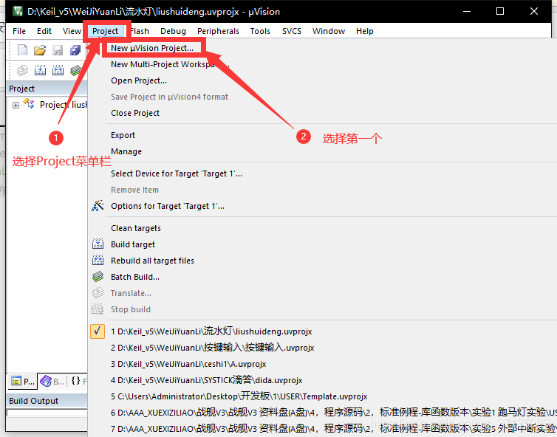 D:\Keil_v5\WeiJiYuanLi\流水灯\liushuideng.uvprojx - µVision
File Edit View Project Flash Debug Peripherals Tools SVCS Window Help
New µVision Project...
New Multi-Project Workspace...
Open Project...
Save Project in µVision4 format
Close Project
Export
Manage
Select Device for Target 'Target 1'...
Remove Item
Options for Target 'Target 1'...
Clean targets
Build target
Rebuild all target files
Batch Build...
Translate...
Stop build
1 D:\Keil_v5\WeiJiYuanLi\流水灯\liushuideng.uvprojx
2 D:\Keil_v5\WeiJiYuanLi\按键输入\按键输入.uvprojx
3 D:\Keil_v5\WeiJiYuanLi\ceshi1\A.uvprojx
4 D:\Keil_v5\WeiJiYuanLi\SYSTICK滴答\dida.uvprojx
5 C:\Users\Administrator\Desktop\开发板\1\USER\Template.uvprojx
6 D:\AAA_XUEXIZILIAO\战舰V3\战舰V3 资料盘(A盘)\4，程序源码\2，标准例程-库函数版本\实验1 跑马灯实验\US
7 D:\AAA_XUEXIZILIAO\战舰V3\战舰V3 资料盘(A盘)\4，程序源码\2，标准例程-库函数版本\实验5 外部中断实验
Project
Project: liush
1
选择Project菜单栏
2
选择第一个
P...
B...
{} F
Build Output